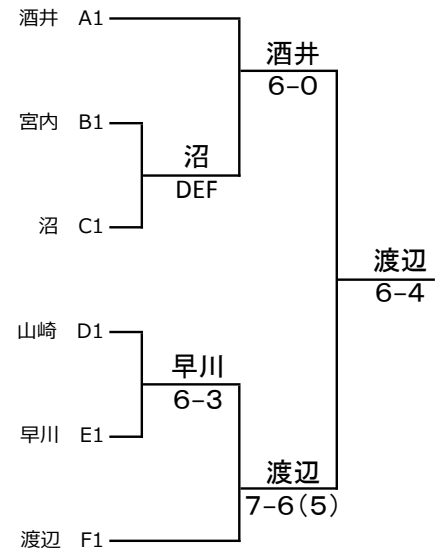 酒井 A1
酒井
6-0
宮内 B1
沼
DEF
沼 C1
渡辺
6-4
山崎 D1
早川
6-3
早川 E1
渡辺
7-6(5)
渡辺 F1